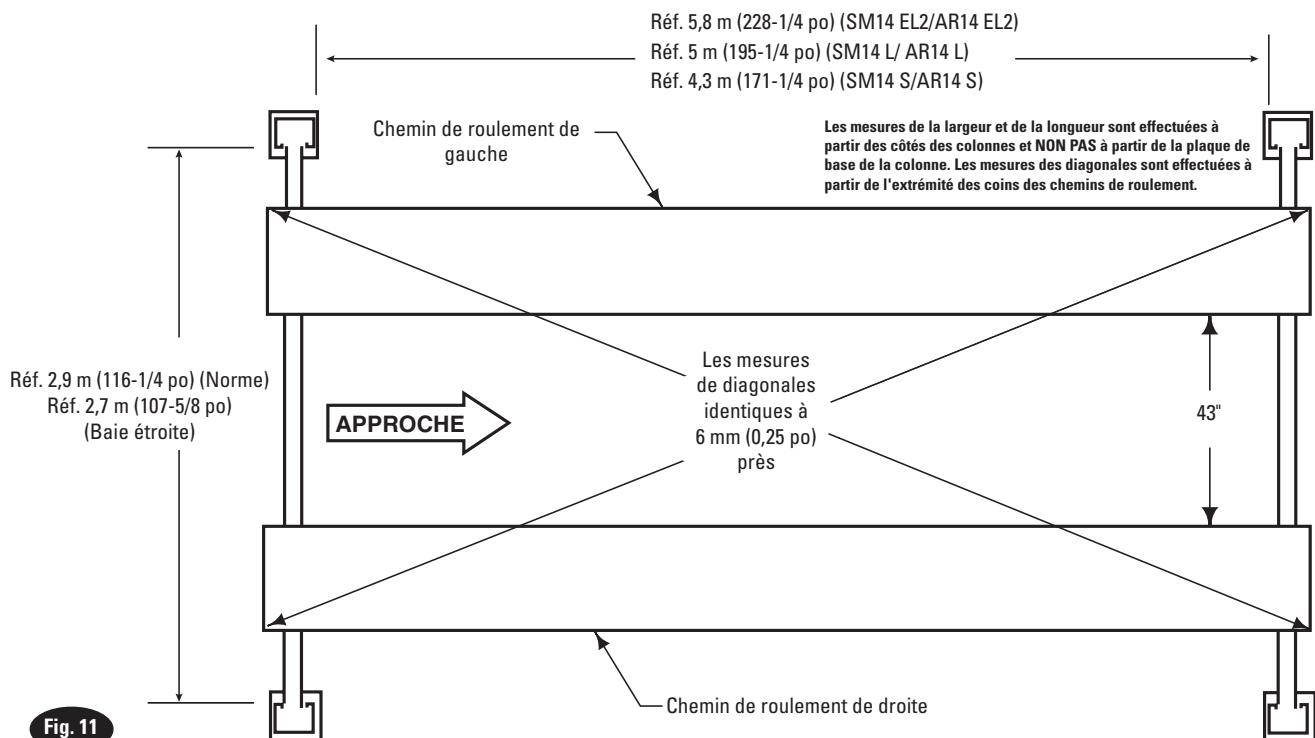 Réf. 5,8 m (228-1/4 po) (SM14 EL2/AR14 EL2)
Réf. 5 m (195-1/4 po) (SM14 L/ AR14 L)
Réf. 4,3 m (171-1/4 po) (SM14 S/AR14 S)
Chemin de roulement de
gauche
Les mesures de la largeur et de la longueur sont effectuées à
partir des côtés des colonnes et NON PAS à partir de la plaque de
base de la colonne. Les mesures des diagonales sont effectuées à
partir de l'extrémité des coins des chemins de roulement.
Réf. 2,9 m (116-1/4 po) (Norme)
Réf. 2,7 m (107-5/8 po)
(Baie étroite)
APPROCHE
Les mesures
de diagonales
identiques à
6 mm (0,25 po)
près
43"
Chemin de roulement de droite
Fig. 11